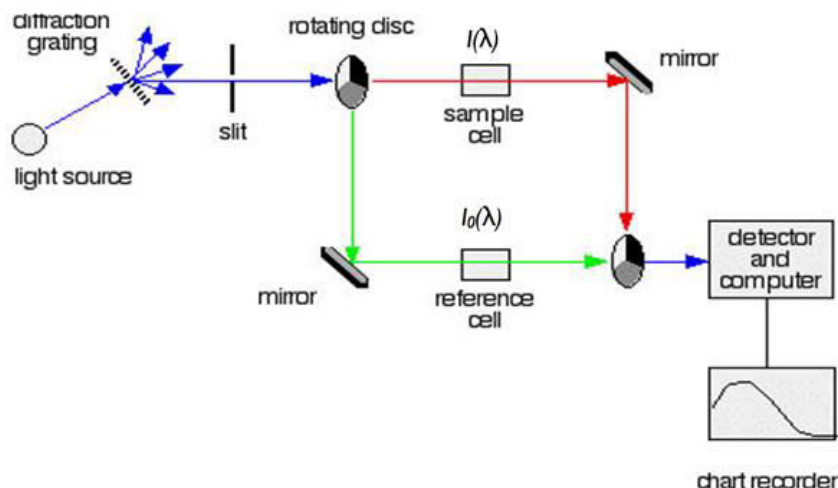 diffraction
grating
rotating disc
I(λ)
mirror
sample
cell
slit
light source
I₀(λ)
mirror
reference
cell
detector
and
computer
chart recorder